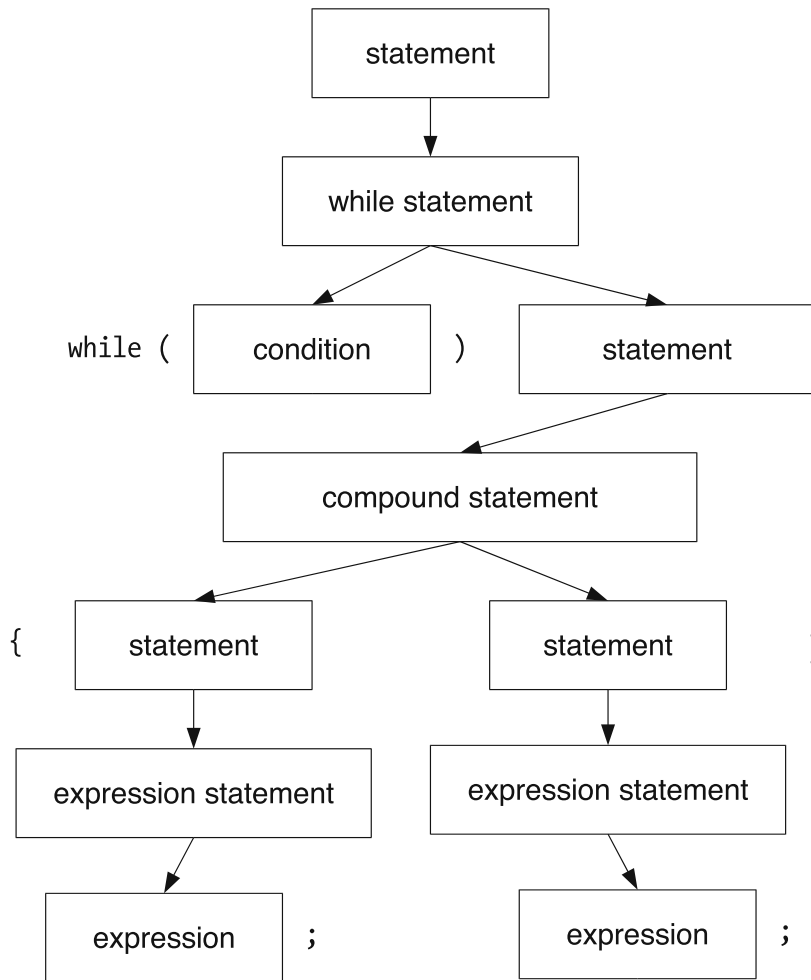 statement
while statement
while ( condition ) statement
compound statement
{ statement statement
expression statement expression statement
expression ; expression ;